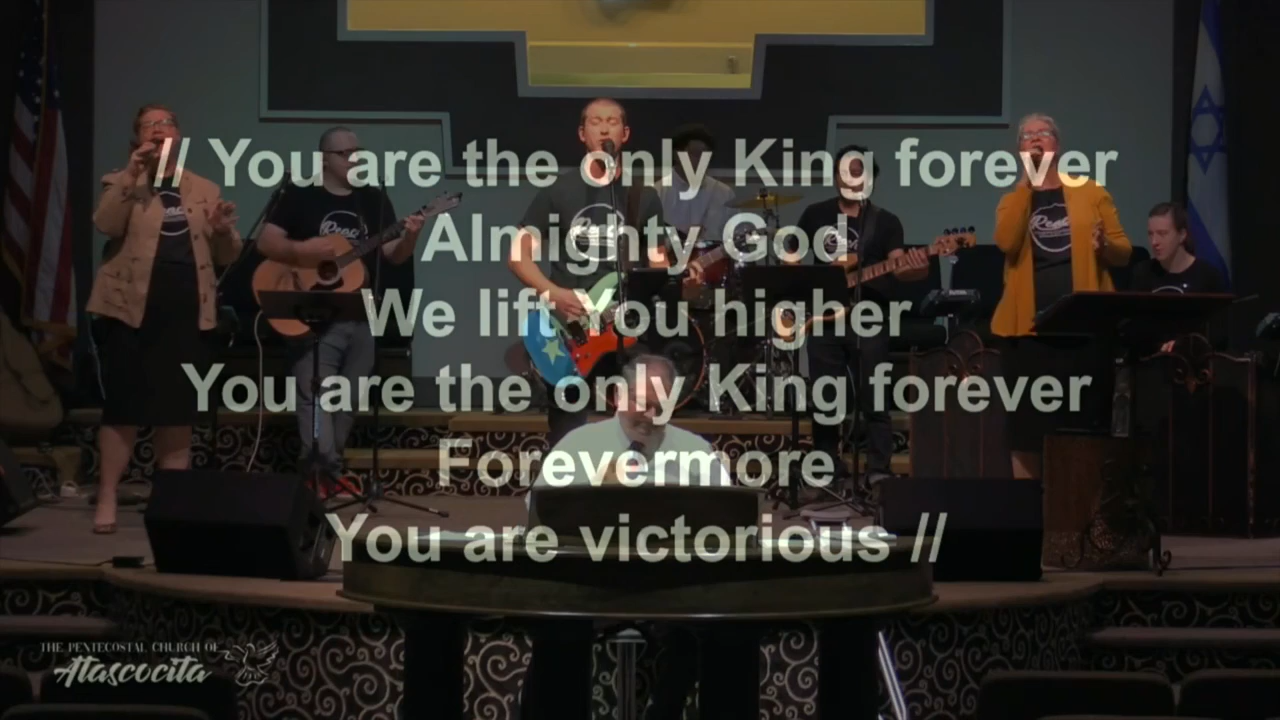 // You are the only King forever
Almighty God
We lift You higher
You are the only King forever
Forevermore
You are victorious //
THE PENTECOSTAL CHURCH OF
Atascocita